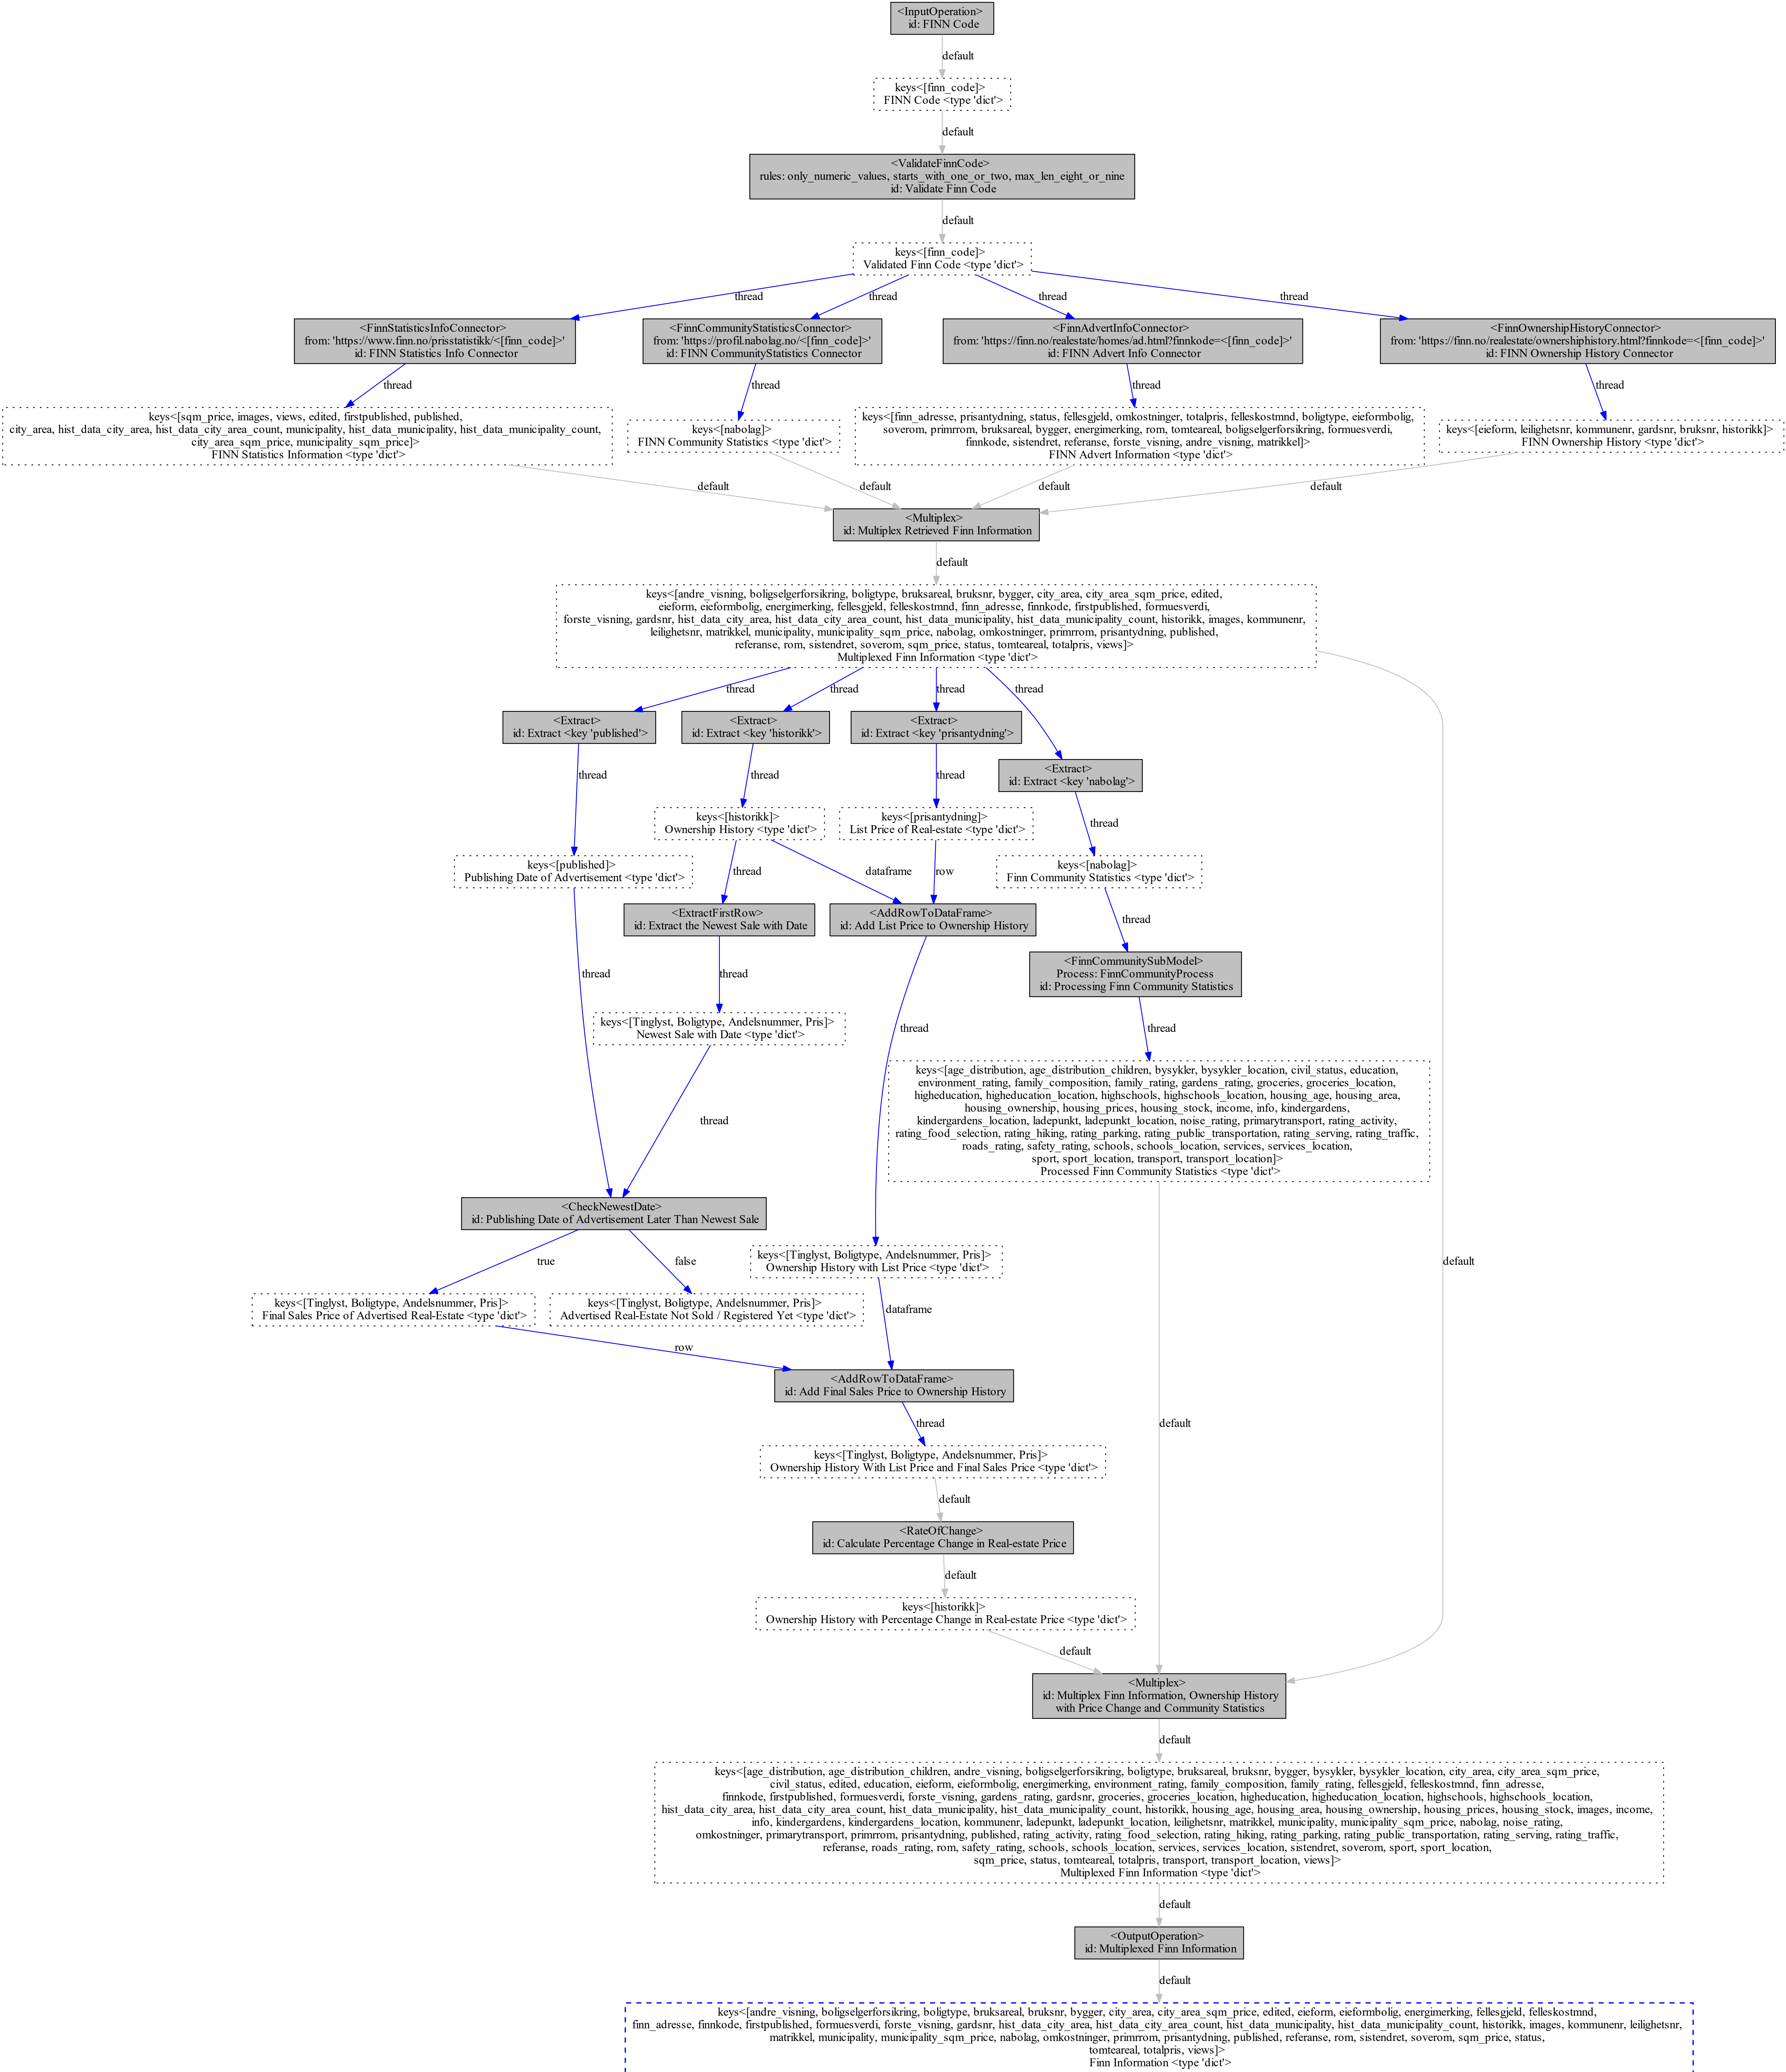 <InputOperation>
id: FINN Code
default
keys<[finn_code]>
FINN Code <type 'dict'>
default
<ValidateFinnCode>
rules: only_numeric_values, starts_with_one_or_two, max_len_eight_or_nine
id: Validate Finn Code
default
keys<[finn_code]>
Validated Finn Code <type 'dict'>
thread
thread
thread
thread
<FinnStatisticsInfoConnector>
from: 'https://www.finn.no/prisstatistikk/<[finn_code]>'
id: FINN Statistics Info Connector
<FinnCommunityStatisticsConnector>
from: 'https://profil.nabolag.no/<[finn_code]>'
id: FINN CommunityStatistics Connector
<FinnAdvertInfoConnector>
from: 'https://finn.no/realestate/homes/ad.html?finnkode=<[finn_code]>'
id: FINN Advert Info Connector
<FinnOwnershipHistoryConnector>
from: 'https://finn.no/realestate/ownershiphistory.html?finnkode=<[finn_code]>'
id: FINN Ownership History Connector
thread
thread
thread
thread
keys<[sqm_price, images, views, edited, firstpublished, published,
city_area, hist_data_city_area, hist_data_city_area_count, municipality, hist_data_municipality, hist_data_municipality_count,
city_area_sqm_price, municipality_sqm_price]>
FINN Statistics Information <type 'dict'>
keys<[nabolag]>
FINN Community Statistics <type 'dict'>
keys<[finn_adresse, prisantydning, status, fellesgjeld, omkostninger, totalpris, felleskostmnd, boligtype, eieformbolig,
soverom, primrrom, bruksareal, bygger, energimerking, rom, tomteareal, boligselgerforsikring, formuesverdi,
finnkode, sistendret, referanse, forste_visning, andre_visning, matrikkel]>
FINN Advert Information <type 'dict'>
keys<[eieform, leilighetsnr, kommunenr, gardsnr, bruksnr, historikk]>
FINN Ownership History <type 'dict'>
default
default
default
default
<Multiplex>
id: Multiplex Retrieved Finn Information
default
keys<[andre_visning, boligselgerforsikring, boligtype, bruksareal, bruksnr, bygger, city_area, city_area_sqm_price, edited,
eieform, eieformbolig, energimerking, fellesgjeld, felleskostmnd, finn_adresse, finnkode, firstpublished, formuesverdi,
forste_visning, gardsnr, hist_data_city_area, hist_data_city_area_count, hist_data_municipality, hist_data_municipality_count, historikk, images, kommunenr,
leilighetsnr, matrikkel, municipality, municipality_sqm_price, nabolag, omkostninger, primrrom, prisantydning, published,
referanse, rom, sistendret, soverom, sqm_price, status, tomteareal, totalpris, views]>
Multiplexed Finn Information <type 'dict'>
thread
thread
thread
thread
<Extract>
id: Extract <key 'published'>
<Extract>
id: Extract <key 'historikk'>
<Extract>
id: Extract <key 'prisantydning'>
<Extract>
id: Extract <key 'nabolag'>
thread
thread
thread
thread
keys<[historikk]>
Ownership History <type 'dict'>
keys<[prisantydning]>
List Price of Real-estate <type 'dict'>
keys<[published]>
Publishing Date of Advertisement <type 'dict'>
keys<[nabolag]>
Finn Community Statistics <type 'dict'>
thread
dataframe
row
thread
<ExtractFirstRow>
id: Extract the Newest Sale with Date
<AddRowToDataFrame>
id: Add List Price to Ownership History
<FinnCommunitySubModel>
Process: FinnCommunityProcess
id: Processing Finn Community Statistics
thread
thread
thread
thread
keys<[Tinglyst, Boligtype, Andelsnummer, Pris]>
Newest Sale with Date <type 'dict'>
keys<[age_distribution, age_distribution_children, bysykler, bysykler_location, civil_status, education,
environment_rating, family_composition, family_rating, gardens_rating, groceries, groceries_location,
higheducation, higheducation_location, highschools, highschools_location, housing_age, housing_area,
housing_ownership, housing_prices, housing_stock, income, info, kindergardens,
kindergardens_location, ladepunkt, ladepunkt_location, noise_rating, primarytransport, rating_activity,
rating_food_selection, rating_hiking, rating_parking, rating_public_transportation, rating_serving, rating_traffic,
roads_rating, safety_rating, schools, schools_location, services, services_location,
sport, sport_location, transport, transport_location]>
Processed Finn Community Statistics <type 'dict'>
thread
<CheckNewestDate>
id: Publishing Date of Advertisement Later Than Newest Sale
true
false
keys<[Tinglyst, Boligtype, Andelsnummer, Pris]>
Ownership History with List Price <type 'dict'>
default
keys<[Tinglyst, Boligtype, Andelsnummer, Pris]>
Final Sales Price of Advertised Real-Estate <type 'dict'>
keys<[Tinglyst, Boligtype, Andelsnummer, Pris]>
Advertised Real-Estate Not Sold / Registered Yet <type 'dict'>
dataframe
row
<AddRowToDataFrame>
id: Add Final Sales Price to Ownership History
thread
default
keys<[Tinglyst, Boligtype, Andelsnummer, Pris]>
Ownership History With List Price and Final Sales Price <type 'dict'>
default
<RateOfChange>
id: Calculate Percentage Change in Real-estate Price
default
keys<[historikk]>
Ownership History with Percentage Change in Real-estate Price <type 'dict'>
default
<Multiplex>
id: Multiplex Finn Information, Ownership History
with Price Change and Community Statistics
default
keys<[age_distribution, age_distribution_children, andre_visning, boligselgerforsikring, boligtype, bruksareal, bruksnr, bygger, bysykler, bysykler_location, city_area, city_area_sqm_price,
civil_status, edited, education, eieform, eieformbolig, energimerking, environment_rating, family_composition, family_rating, fellesgjeld, felleskostmnd, finn_adresse,
finnkode, firstpublished, formuesverdi, forste_visning, gardens_rating, gardsnr, groceries, groceries_location, higheducation, higheducation_location, highschools, highschools_location,
hist_data_city_area, hist_data_city_area_count, hist_data_municipality, hist_data_municipality_count, historikk, housing_age, housing_area, housing_ownership, housing_prices, housing_stock, images, income,
info, kindergardens, kindergardens_location, kommunenr, ladepunkt, ladepunkt_location, leilighetsnr, matrikkel, municipality, municipality_sqm_price, nabolag, noise_rating,
omkostninger, primarytransport, primrrom, prisantydning, published, rating_activity, rating_food_selection, rating_hiking, rating_parking, rating_public_transportation, rating_serving, rating_traffic,
referanse, roads_rating, rom, safety_rating, schools, schools_location, services, services_location, sistendret, soverom, sport, sport_location,
sqm_price, status, tomteareal, totalpris, transport, transport_location, views]>
Multiplexed Finn Information <type 'dict'>
default
<OutputOperation>
id: Multiplexed Finn Information
default
keys<[andre_visning, boligselgerforsikring, boligtype, bruksareal, bruksnr, bygger, city_area, city_area_sqm_price, edited, eieform, eieformbolig, energimerking, fellesgjeld, felleskostmnd,
finn_adresse, finnkode, firstpublished, formuesverdi, forste_visning, gardsnr, hist_data_city_area, hist_data_city_area_count, hist_data_municipality, hist_data_municipality_count, historikk, images, kommunenr, leilighetsnr,
matrikkel, municipality, municipality_sqm_price, nabolag, omkostninger, primrrom, prisantydning, published, referanse, rom, sistendret, soverom, sqm_price, status,
tomteareal, totalpris, views]>
Finn Information <type 'dict'>